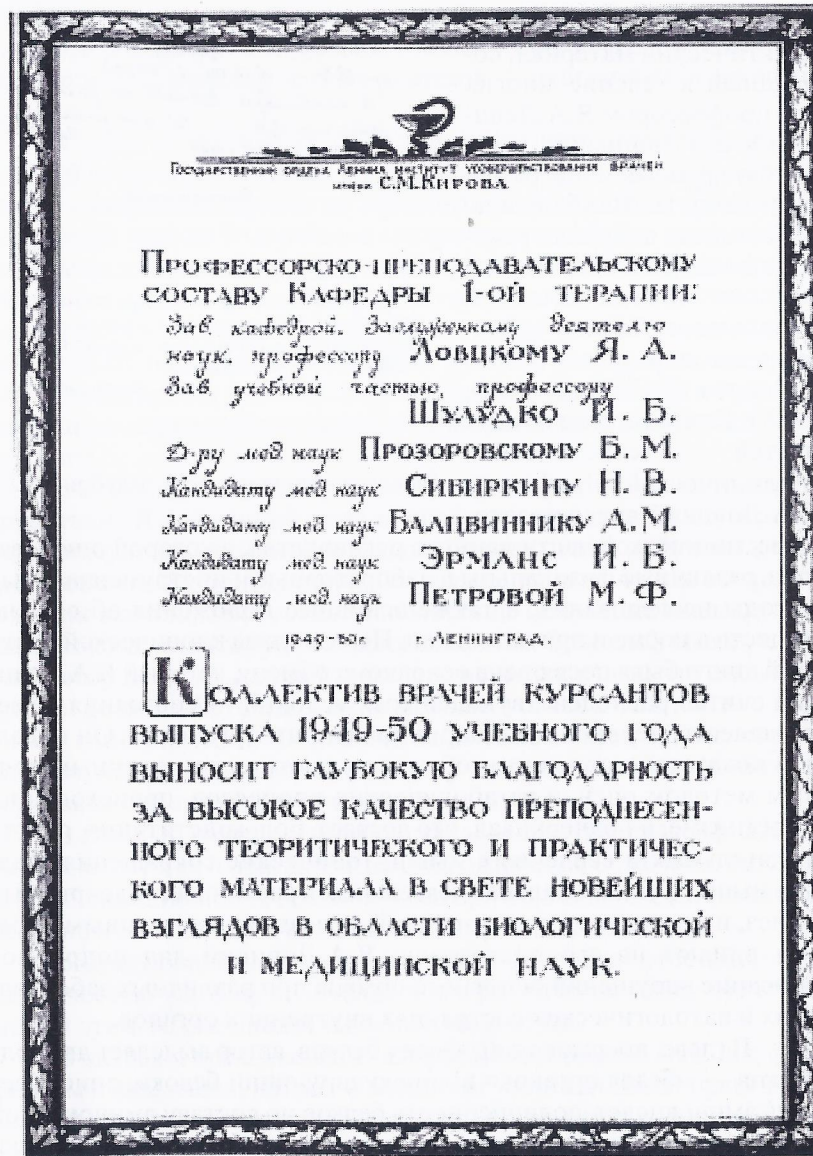 Государственный ордена Ленина институт усовершенствования врачей
имени С.М.Кирова
Профессорско-преподавательскому
составу Кафедры 1-ой терапии:
Зав. кафедрой, Заслуженному деятелю
наук, профессору Ловцкому Я. А.
Зав. учебной частью, профессору
Шулудко И. Б.
Д-ру мед наук Прозоровскому Б. М.
Кандидату мед наук Сибиркину Н. В.
Кандидату мед наук Балцвиннику А. М.
Кандидату мед наук Эрманс И. В.
Кандидату мед наук Петровой М. Ф.
1949-50г. г. Ленинград.
Коллектив врачей курсантов
выпуска 1949-50 учебного года
выносит глубокую благодарность
за высокое качество преподнесен-
ного теоритического и практичес-
кого материала в свете новейших
взглядов в области биологической
и медицинской наук.